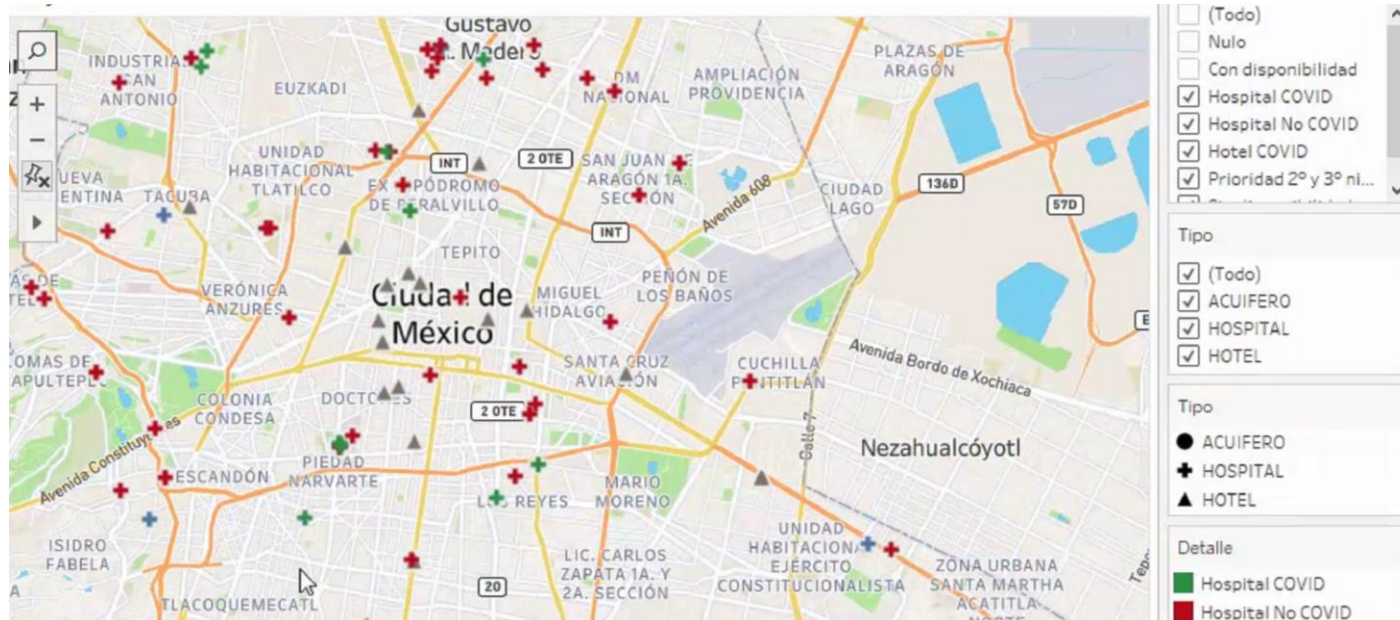 Gustavo
A. Madero
INDUSTRIAL
SAN
ANTONIO
EUZKADI
PLAZAS DE
ARAGÓN
AMPLIACIÓN
PROVIDENCIA
NACIONAL
UNIDAD
HABITACIONAL
TLATILCO
INT
2 OTE
SAN JUAN DE
ARAGÓN 1A.
SECCIÓN
TACUBA
EX HIPÓDROMO
DE PERALVILLO
Avenida 608
CIUDAD
LAGO
136D
57D
INT
TEPITO
PEÑÓN DE
LOS BAÑOS
VERÓNICA
ANZURES
Ciudad de
México
MIGUEL
HIDALGO
LOMAS DE
CHAPULTEPEC
SANTA CRUZ
AVIACIÓN
CUCHILLA
PANTITLÁN
Avenida Bordo de Xochiaca
COLONIA
CONDESA
DOCTORES
2 OTE
Calle 7
Nezahualcóyotl
Avenida Constituyentes
ESCANDÓN
PIEDAD
NARVARTE
LOS REYES
MARIO
MORENO
ISIDRO
FABELA
UNIDAD
HABITACIONAL
EJÉRCITO
CONSTITUCIONALISTA
LIC. CARLOS
ZAPATA 1A. Y
2A. SECCIÓN
ZONA URBANA
SANTA MARTHA
ACATITLA
NORTE
20
TLACOQUEMECATL
(Todo)
Nulo
Con disponibilidad
Hospital COVID
Hospital No COVID
Hotel COVID
Prioridad 2º y 3º ni...
Tipo
(Todo)
ACUIFERO
HOSPITAL
HOTEL
Tipo
ACUIFERO
HOSPITAL
HOTEL
Detalle
Hospital COVID
Hospital No COVID